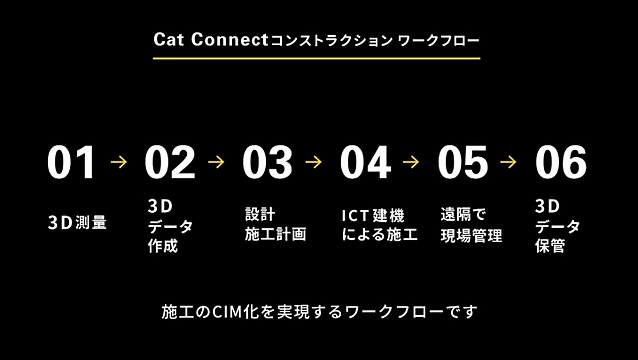 Cat Connectコンストラクション ワークフロー
01 → 02 → 03 → 04 → 05 → 06
3D測量
3D
データ
作成
設計
施工計画
ICT建機
による施工
遠隔で
現場管理
3D
データ
保管
施工のCIM化を実現するワークフローです